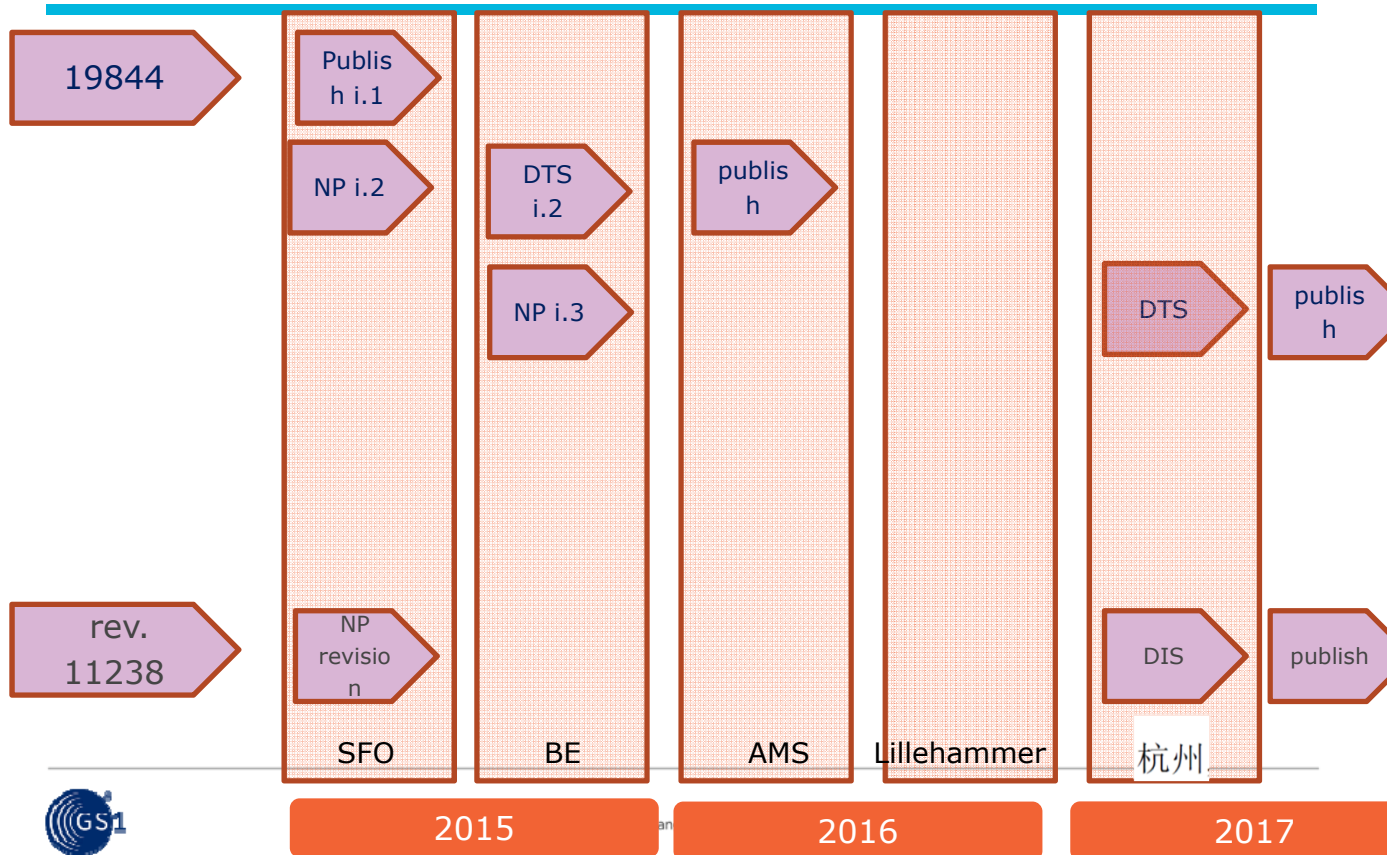 19844
Publis
h i.1
NP i.2
DTS
i.2
publis
h
NP i.3
DTS
publis
h
rev.
11238
NP
revisio
n
DIS
publish
SFO
BE
AMS
Lillehammer
杭州
GS1
2015
an
2016
2017